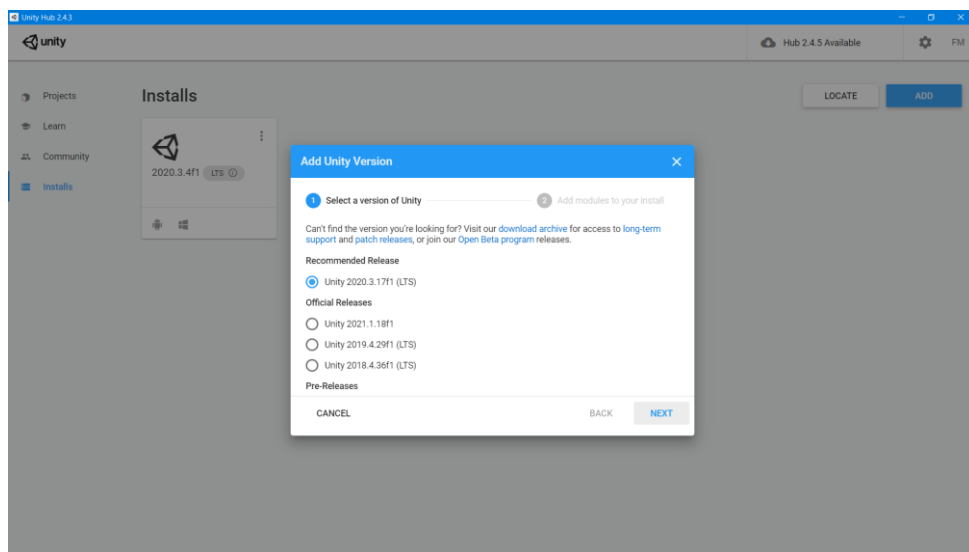 Unity Hub 2.4.3
unity
Hub 2.4.5 Available
FM
Projects
Learn
Community
Installs
Installs
LOCATE
ADD
2020.3.4f1
LTS
Add Unity Version
1 Select a version of Unity
2 Add modules to your install
Can't find the version you're looking for? Visit our download archive for access to long-term
support and patch releases, or join our Open Beta program releases.
Recommended Release
Unity 2020.3.17f1 (LTS)
Official Releases
Unity 2021.1.18f1
Unity 2019.4.29f1 (LTS)
Unity 2018.4.36f1 (LTS)
Pre-Releases
CANCEL
BACK
NEXT